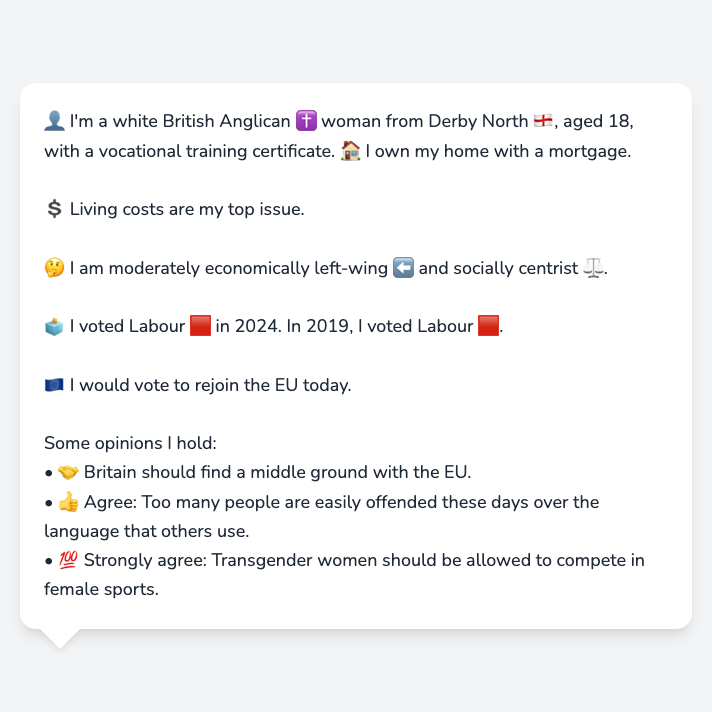 👤 I'm a white British Anglican ✝️ woman from Derby North 🏴󠁧󠁢󠁥󠁮󠁧󠁿, aged 18,
with a vocational training certificate. 🏠 I own my home with a mortgage.
💲 Living costs are my top issue.
🤔 I am moderately economically left-wing ⬅️ and socially centrist ⚖️.
🗳️ I voted Labour 🟥 in 2024. In 2019, I voted Labour 🟥.
🇪🇺 I would vote to rejoin the EU today.
Some opinions I hold:
• 🤝 Britain should find a middle ground with the EU.
• 👍 Agree: Too many people are easily offended these days over the
language that others use.
• 💯 Strongly agree: Transgender women should be allowed to compete in
female sports.